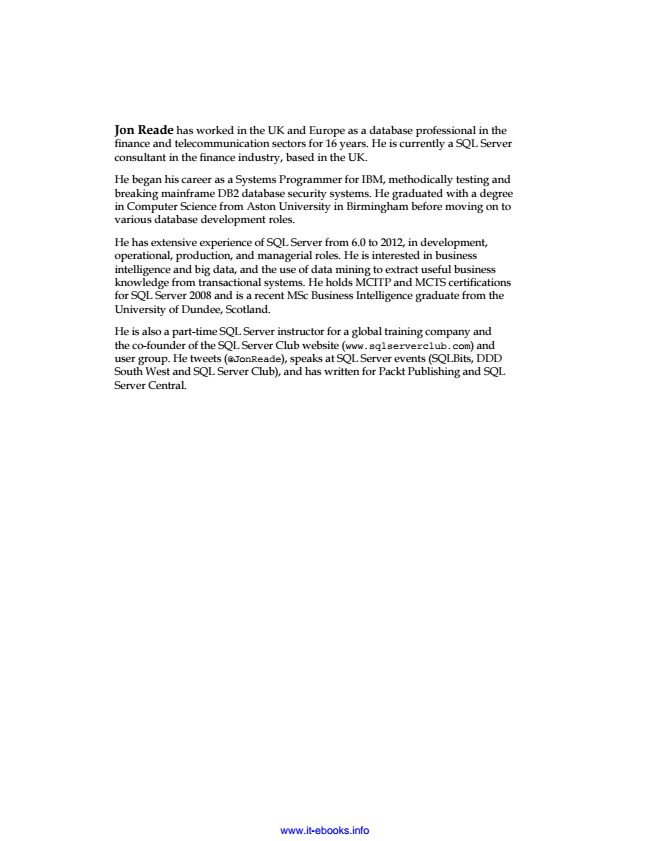 Jon Reade has worked in the UK and Europe as a database professional in the
finance and telecommunication sectors for 16 years. He is currently a SQL Server
consultant in the finance industry, based in the UK.
He began his career as a Systems Programmer for IBM, methodically testing and
breaking mainframe DB2 database security systems. He graduated with a degree
in Computer Science from Aston University in Birmingham before moving on to
various database development roles.
He has extensive experience of SQL Server from 6.0 to 2012, in development,
operational, production, and managerial roles. He is interested in business
intelligence and big data, and the use of data mining to extract useful business
knowledge from transactional systems. He holds MCITP and MCTS certifications
for SQL Server 2008 and is a recent MSc Business Intelligence graduate from the
University of Dundee, Scotland.
He is also a part-time SQL Server instructor for a global training company and
the co-founder of the SQL Server Club website (www.sqlserverclub.com) and
user group. He tweets (@JonReade), speaks at SQL Server events (SQLBits, DDD
South West and SQL Server Club), and has written for Packt Publishing and SQL
Server Central.
www.it-ebooks.info